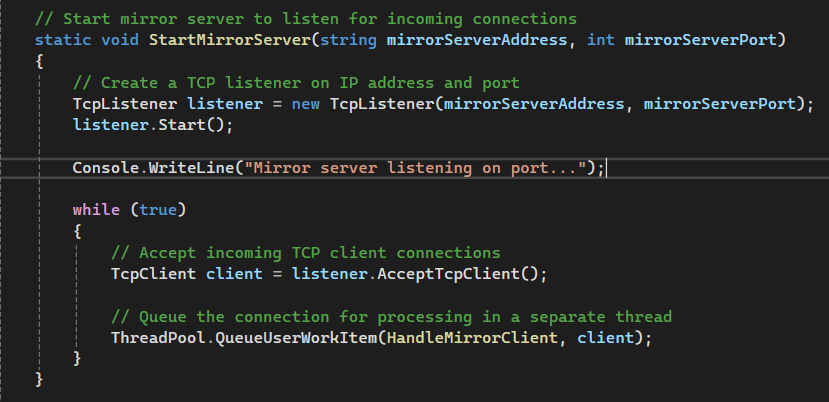 // Start mirror server to listen for incoming connections
static void StartMirrorServer(string mirrorServerAddress, int mirrorServerPort)
{
// Create a TCP listener on IP address and port
TcpListener listener = new TcpListener(mirrorServerAddress, mirrorServerPort);
listener.Start();
Console.WriteLine("Mirror server listening on port...");
while (true)
{
// Accept incoming TCP client connections
TcpClient client = listener.AcceptTcpClient();
// Queue the connection for processing in a separate thread
ThreadPool.QueueUserWorkItem(HandleMirrorClient, client);
}
}